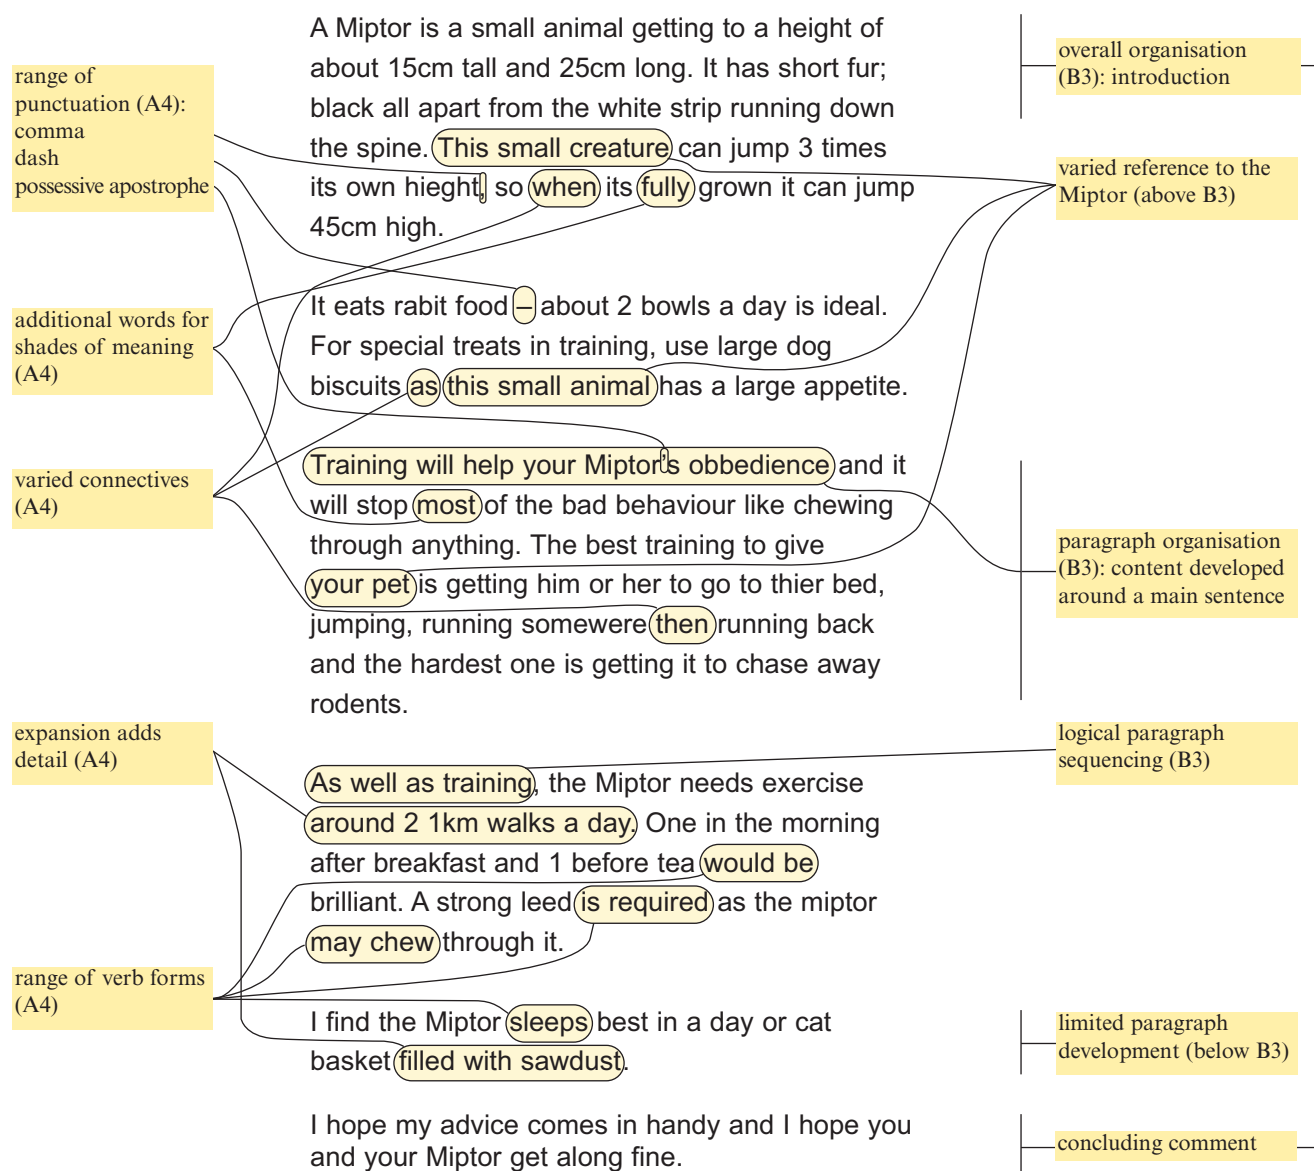 range of
punctuation (A4):
comma
dash
possessive apostrophe
additional words for
shades of meaning
(A4)
varied connectives
(A4)
expansion adds
detail (A4)
range of verb forms
(A4)
A Miptor is a small animal getting to a height of
about 15cm tall and 25cm long. It has short fur;
black all apart from the white strip running down
the spine. This small creature can jump 3 times
its own hieght, so when its fully grown it can jump
45cm high.
It eats rabit food – about 2 bowls a day is ideal.
For special treats in training, use large dog
biscuits as this small animal has a large appetite.
Training will help your Miptor's obbedience and it
will stop most of the bad behaviour like chewing
through anything. The best training to give
your pet is getting him or her to go to thier bed,
jumping, running somewere then running back
and the hardest one is getting it to chase away
rodents.
As well as training, the Miptor needs exercise
around 2 1km walks a day. One in the morning
after breakfast and 1 before tea would be
brilliant. A strong leed is required as the miptor
may chew through it.
I find the Miptor sleeps best in a day or cat
basket filled with sawdust.
I hope my advice comes in handy and I hope you
and your Miptor get along fine.
overall organisation
(B3): introduction
varied reference to the
Miptor (above B3)
paragraph organisation
(B3): content developed
around a main sentence
logical paragraph
sequencing (B3)
limited paragraph
development (below B3)
concluding comment